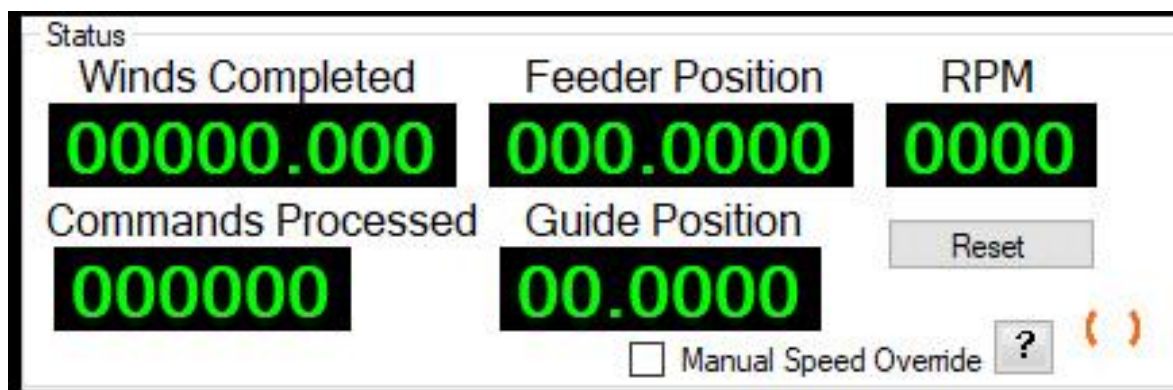 Status
Winds Completed Feeder Position RPM
00000.000 000.0000 0000
Commands Processed Guide Position
000000 00.0000
Reset
Manual Speed Override ?
( )